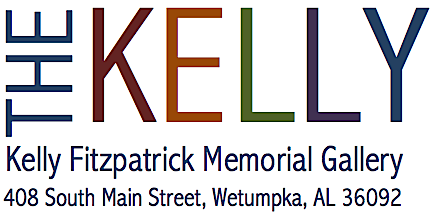 THE KELLY
Kelly Fitzpatrick Memorial Gallery
408 South Main Street, Wetumpka, AL 36092